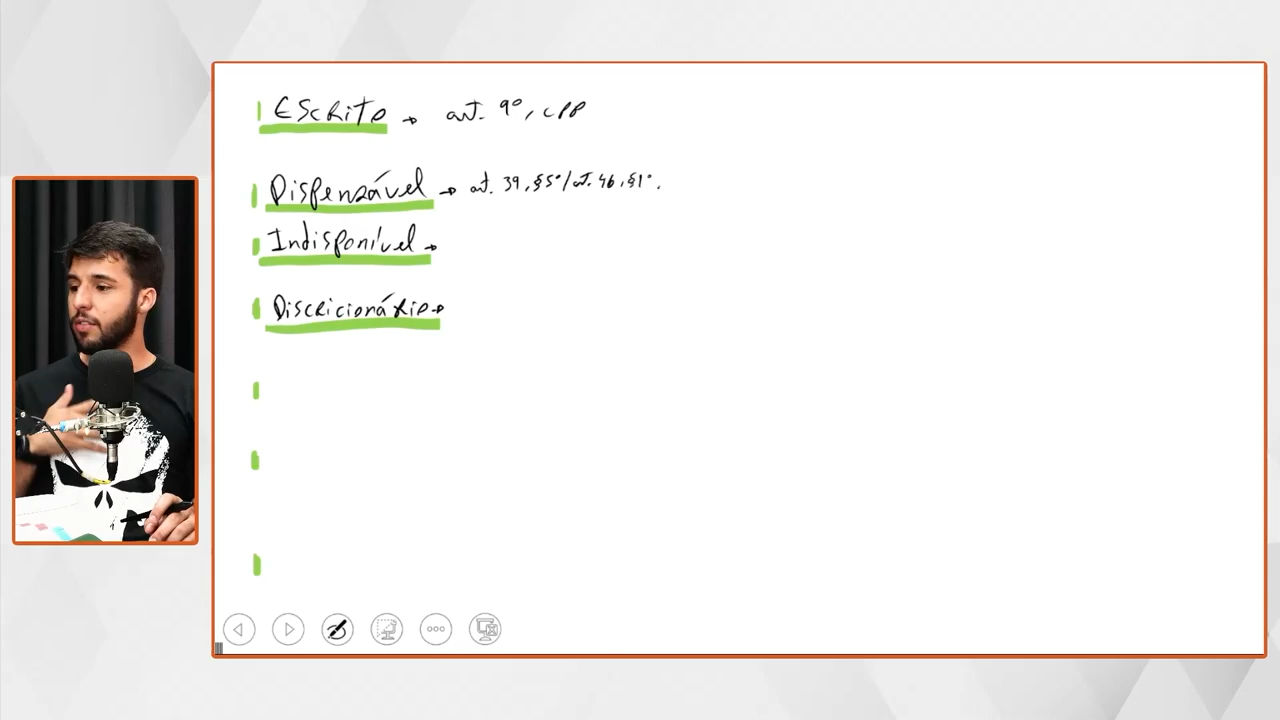 Escrito → art. 9º, CPP
Dispensável → art. 39, §5º/art. 46, §1º.
Indisponível →
Discricionário →